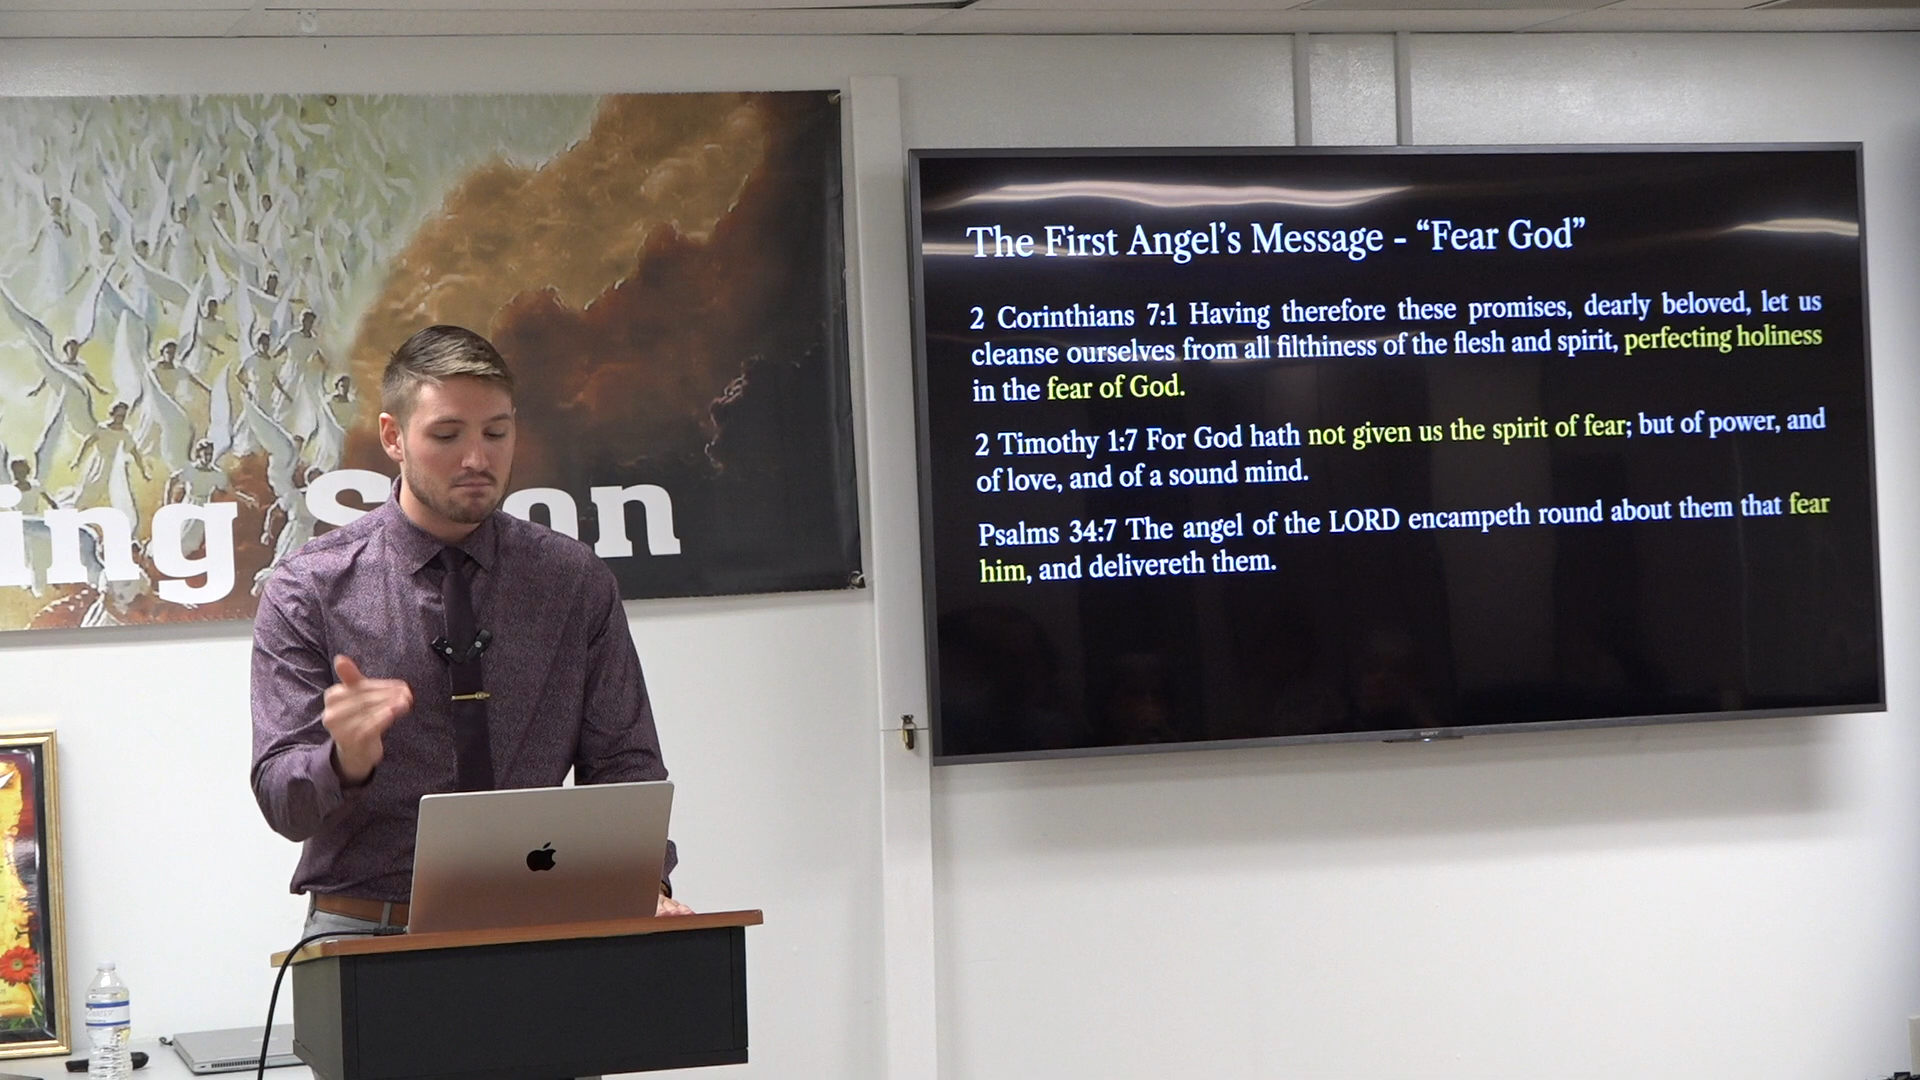 ing S on
The First Angel's Message - “Fear God”
2 Corinthians 7:1 Having therefore these promises, dearly beloved, let us
cleanse ourselves from all filthiness of the flesh and spirit, perfecting holiness
in the fear of God.
2 Timothy 1:7 For God hath not given us the spirit of fear; but of power, and
of love, and of a sound mind.
Psalms 34:7 The angel of the LORD encampeth round about them that fear
him, and delivereth them.
SONY